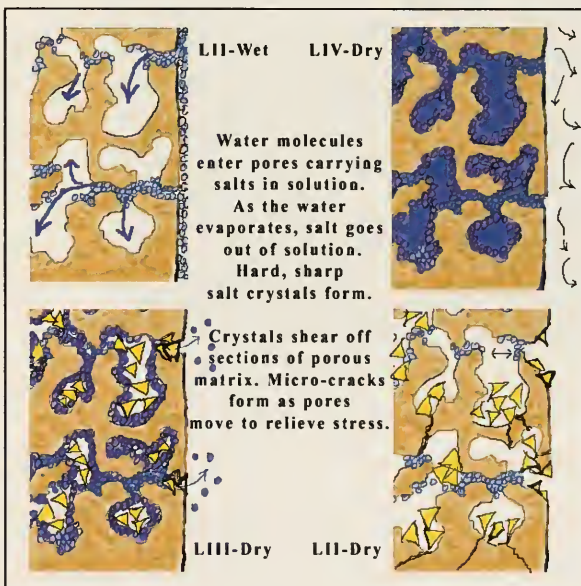 LII-Wet LIV-Dry
Water molecules
enter pores carrying
salts in solution.
As the water
evaporates, salt goes
out of solution.
Hard, sharp
salt crystals form.
Crystals shear off
sections of porous
matrix. Micro-cracks
form as pores
move to relieve stress.
LIII-Dry LII-Dry